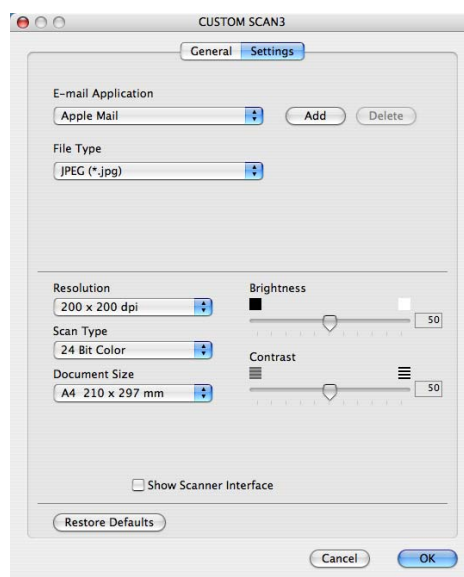 CUSTOM SCAN3
General Settings
E-mail Application
Apple Mail Add Delete
File Type
JPEG (*.jpg)
Resolution
200 x 200 dpi
Scan Type
24 Bit Color
Document Size
A4 210 x 297 mm
Brightness
50
Contrast
50
Show Scanner Interface
Restore Defaults
Cancel OK